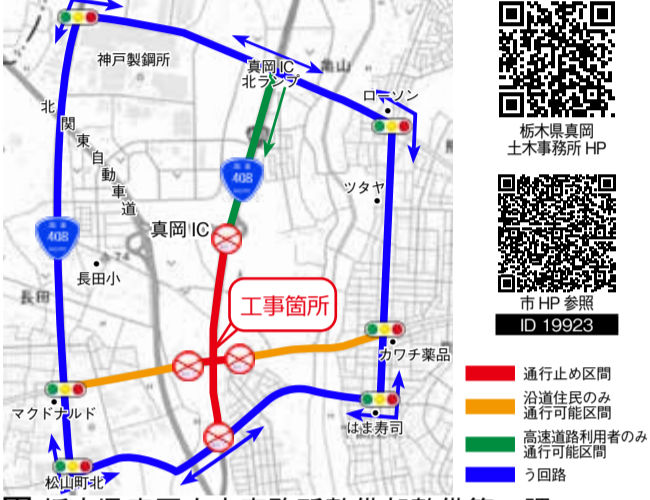 神戸製鋼所
真岡IC
北ランプ
亀山
ローソン
北関東自動車道
408
ツタヤ
真岡IC
408
長田小
長田
工事箇所
カワチ薬品
マクドナルド
はま寿司
松山町北
栃木県真岡
土木事務所HP
市HP参照
ID 19923
通行止め区間
沿道住民のみ
通行可能区間
高速道路利用者のみ
通行可能区間
う回路